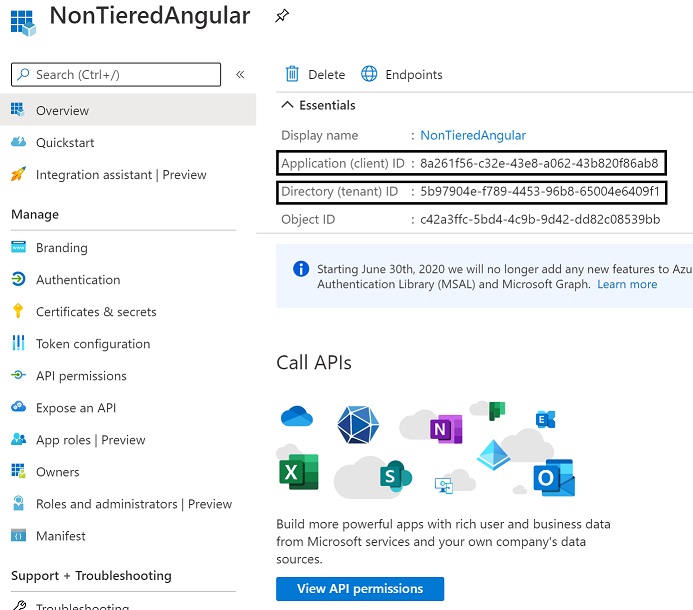 NonTieredAngular
Search (Ctrl+/)
«
Delete
Endpoints
Overview
Quickstart
Integration assistant | Preview
Manage
Branding
Authentication
Certificates & secrets
Token configuration
API permissions
Expose an API
App roles | Preview
Owners
Roles and administrators | Preview
Manifest
Support + Troubleshooting
Troubleshooting
Essentials
Display name : NonTieredAngular
Application (client) ID : 8a261f56-c32e-43e8-a062-43b820f86ab8
Directory (tenant) ID : 5b97904e-f789-4453-96b8-65004e6409f1
Object ID : c42a3ffc-5bd4-4c9b-9d42-dd82c08539bb
Starting June 30th, 2020 we will no longer add any new features to Azu
Authentication Library (MSAL) and Microsoft Graph. Learn more
Call APIs
N
E
X
S
O
Build more powerful apps with rich user and business data
from Microsoft services and your own company's data
sources.
View API permissions